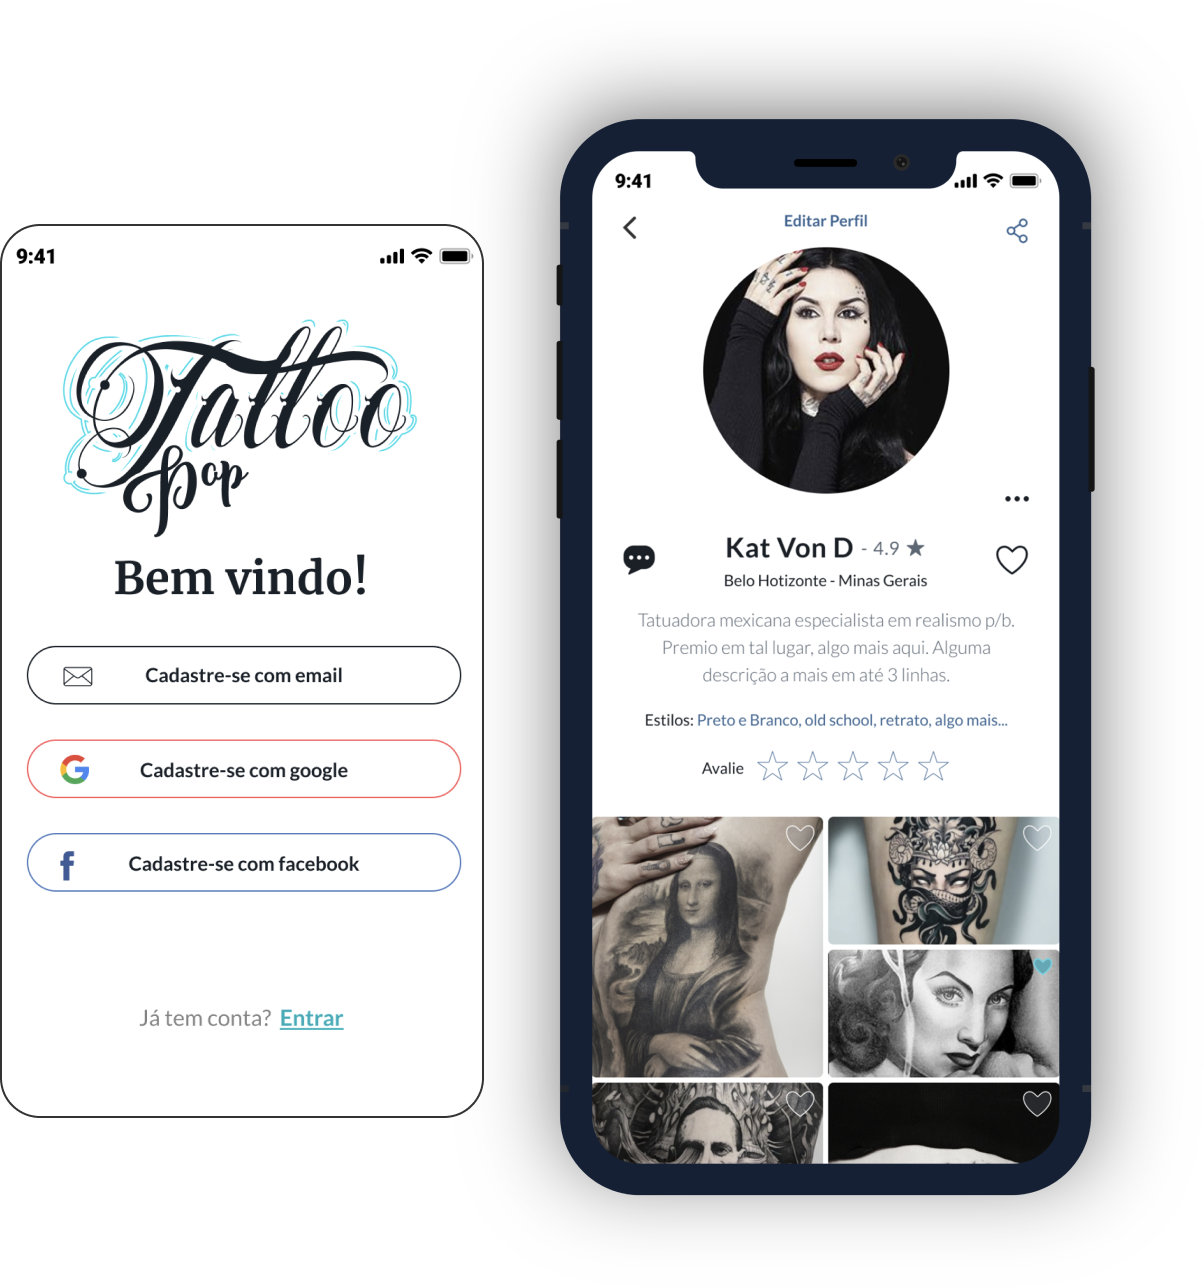 9:41
Tattoo
Pop
Bem vindo!
Cadastre-se com email
Cadastre-se com google
Cadastre-se com facebook
Já tem conta? Entrar
9:41
Editar Perfil
Kat Von D - 4.9
Belo Hotizonte - Minas Gerais
Tatuadora mexicana especialista em realismo p/b.
Premio em tal lugar, algo mais aqui. Alguma
descrição a mais em até 3 linhas.
Estilos: Preto e Branco, old school, retrato, algo mais...
Avalie